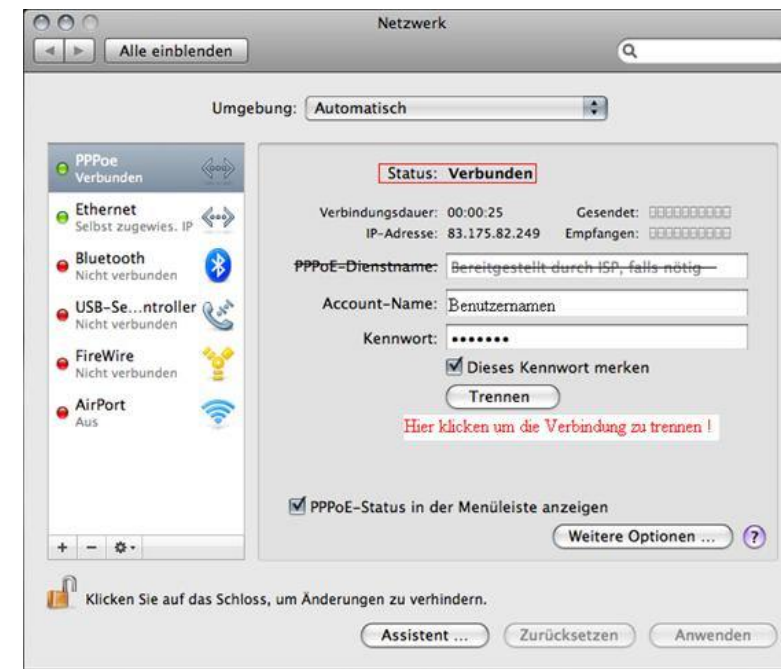 Netzwerk
Alle einblenden
Umgebung: Automatisch
PPPoe
Verbunden
Ethernet
Selbst zugewies. IP
Bluetooth
Nicht verbunden
USB-Se...ntroller
Nicht verbunden
FireWire
Nicht verbunden
AirPort
Aus
Status: Verbunden
Verbindungsdauer: 00:00:25 Gesendet:
IP-Adresse: 83.175.82.249 Empfangen:
PPPoE-Dienstname: Bereitgestellt durch ISP, falls nötig
Account-Name: Benutzernamen
Kennwort: •••••••
Dieses Kennwort merken
Trennen
Hier klicken um die Verbindung zu trennen !
PPPoE-Status in der Menüleiste anzeigen
Weitere Optionen ... ?
Klicken Sie auf das Schloss, um Änderungen zu verhindern.
Assistent ... Zurücksetzen Anwenden